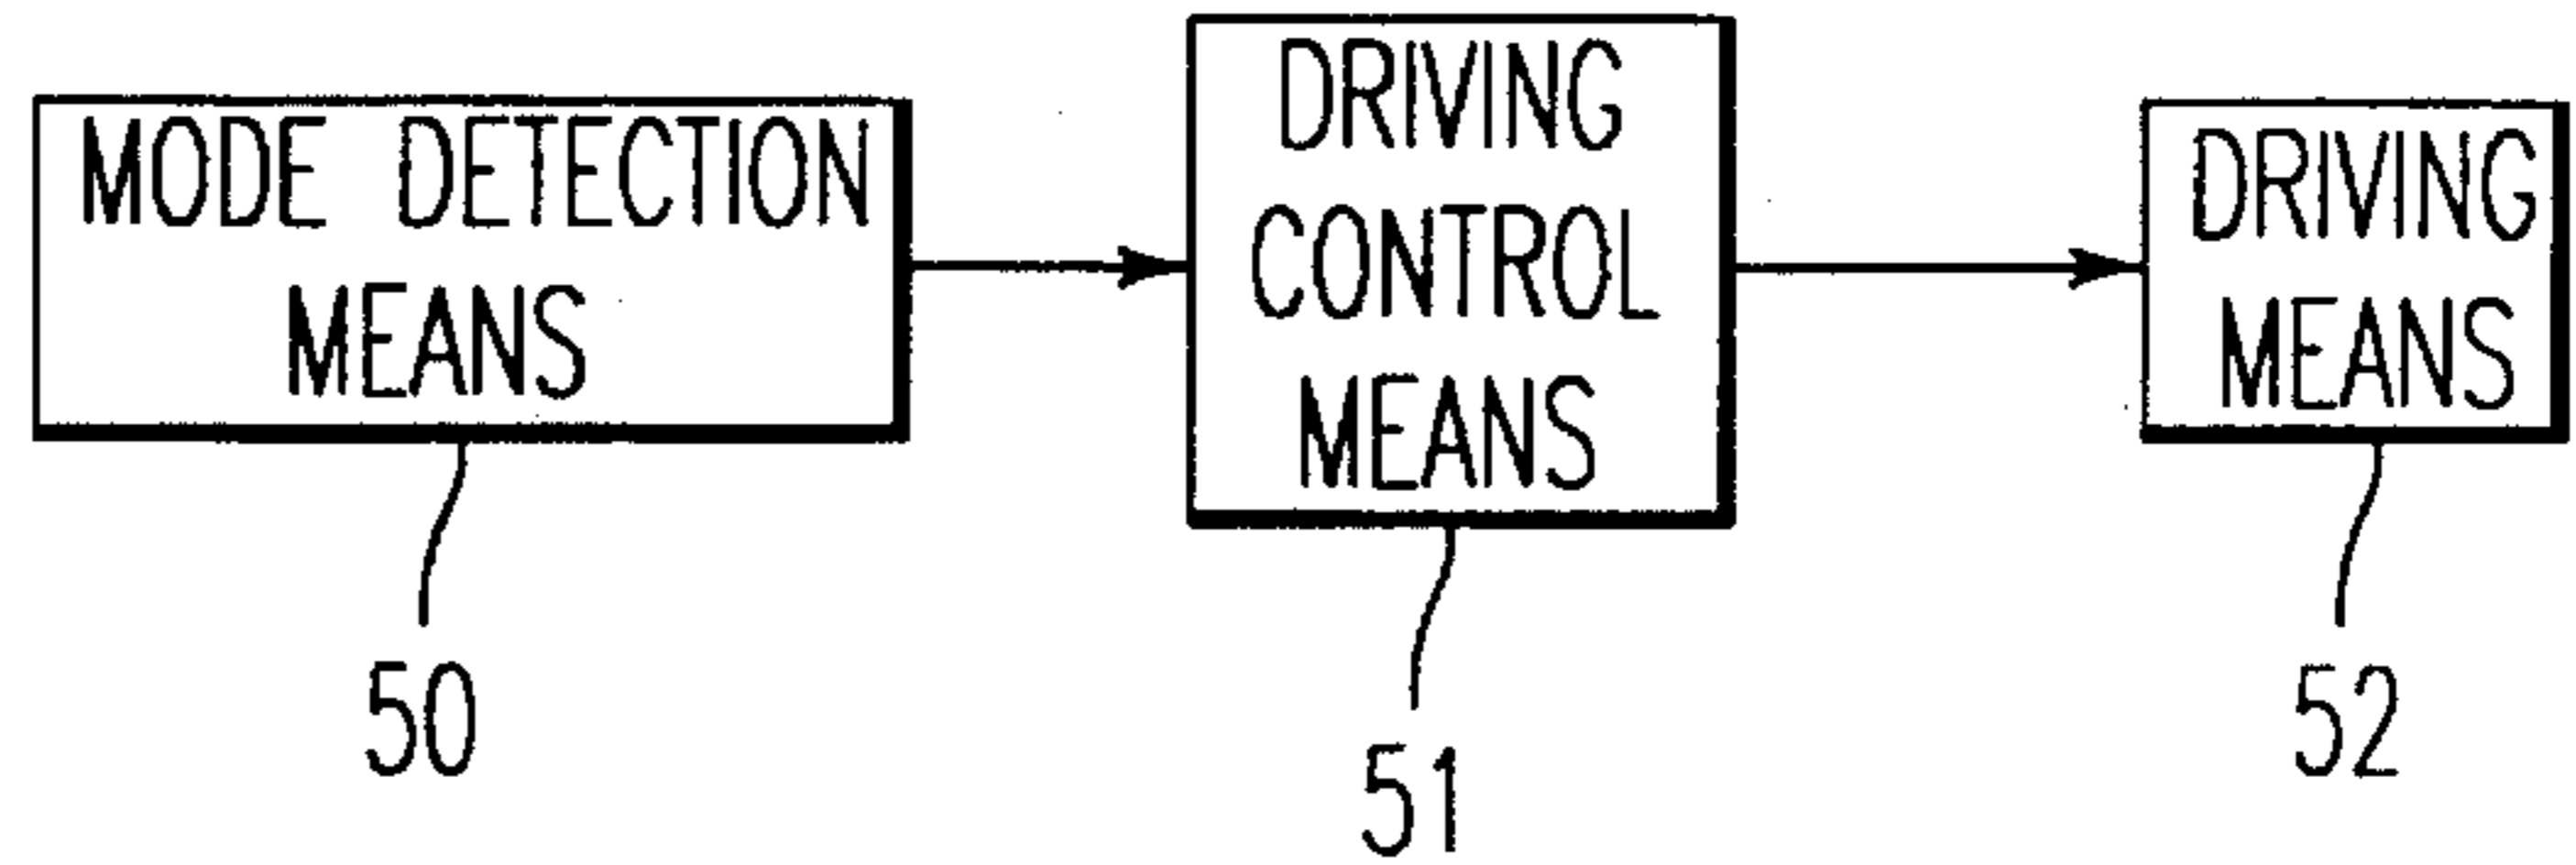 MODE DETECTION
MEANS
DRIVING
CONTROL
MEANS
DRIVING
MEANS
50
51
52